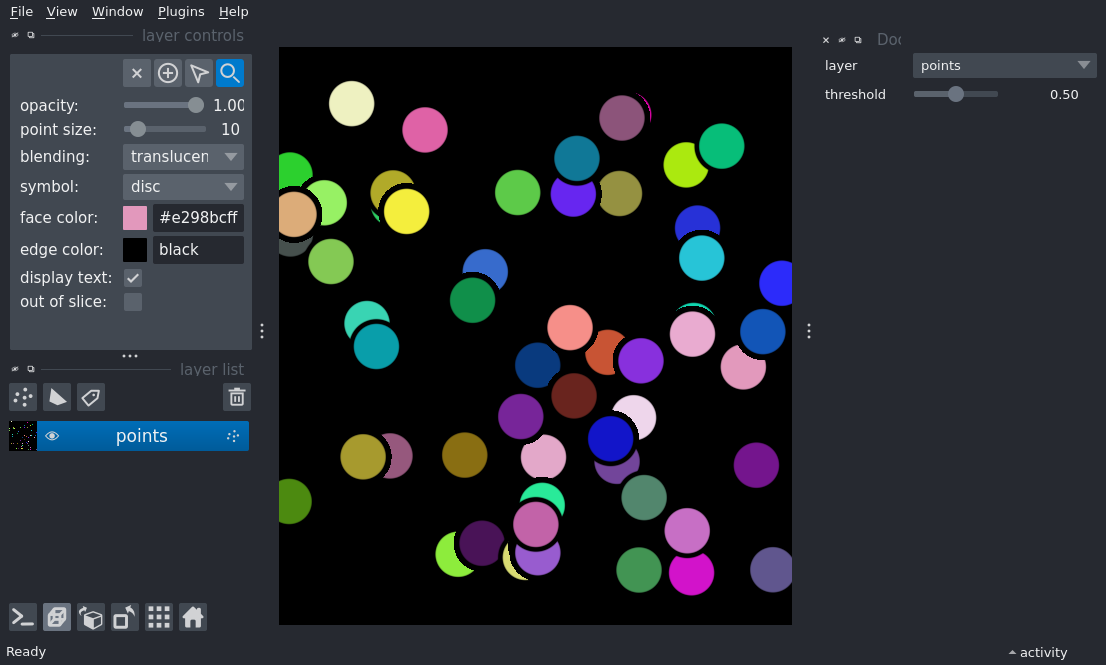 File View Window Plugins Help
layer controls
opacity: 1.00
point size: 10
blending: translucen
symbol: disc
face color: #e298bcff
edge color: black
display text:
out of slice:
layer list
points
Ready
layer points
threshold 0.50
activity